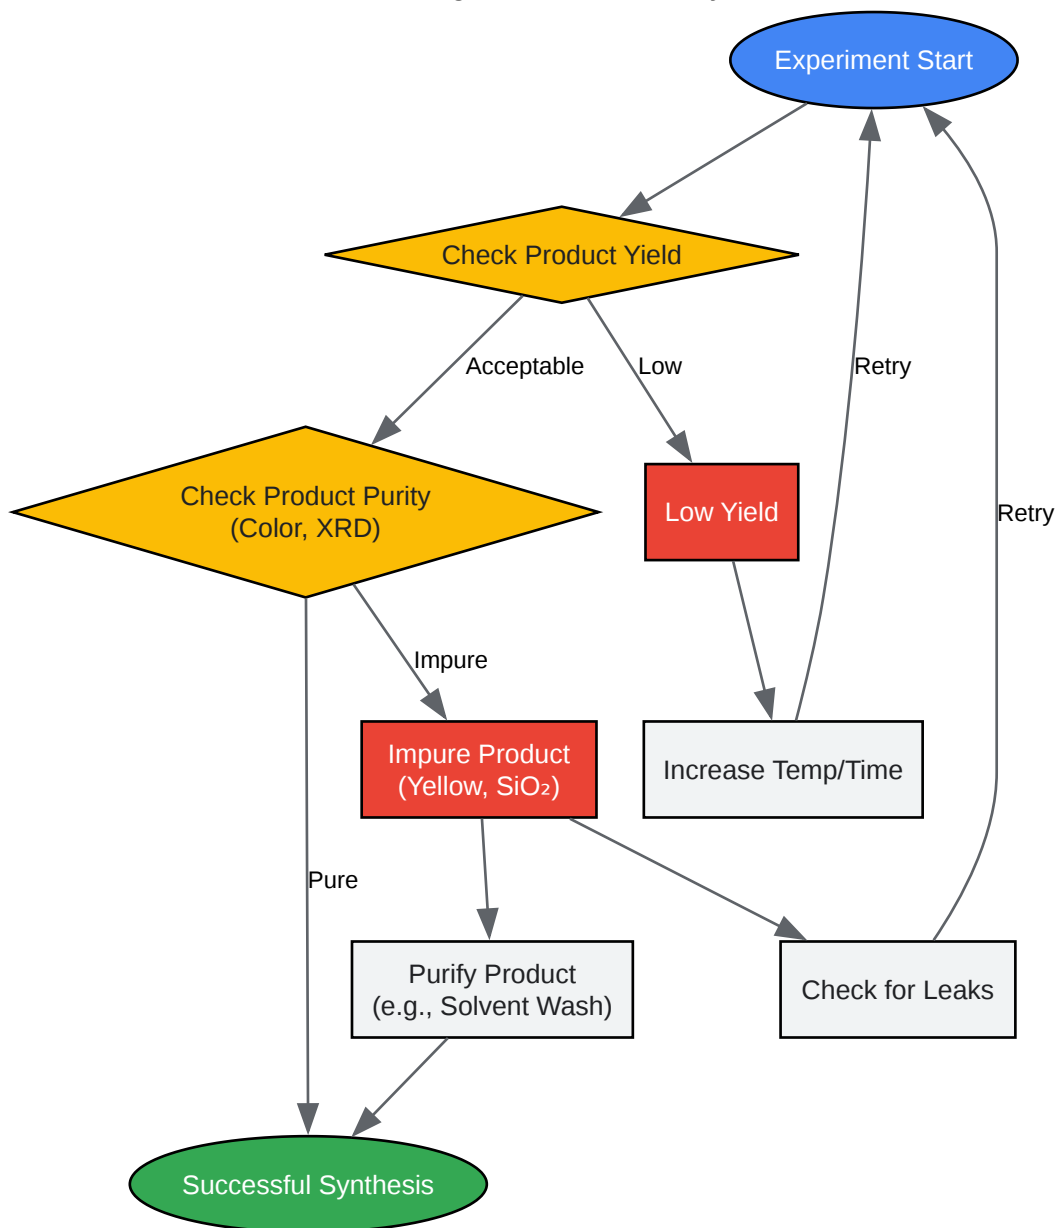 Experiment Start
Check Product Yield
Acceptable
Low
Retry
Check Product Purity
(Color, XRD)
Low Yield
Retry
Impure
Impure Product
(Yellow, SiO₂)
Increase Temp/Time
Pure
Purify Product
(e.g., Solvent Wash)
Check for Leaks
Successful Synthesis